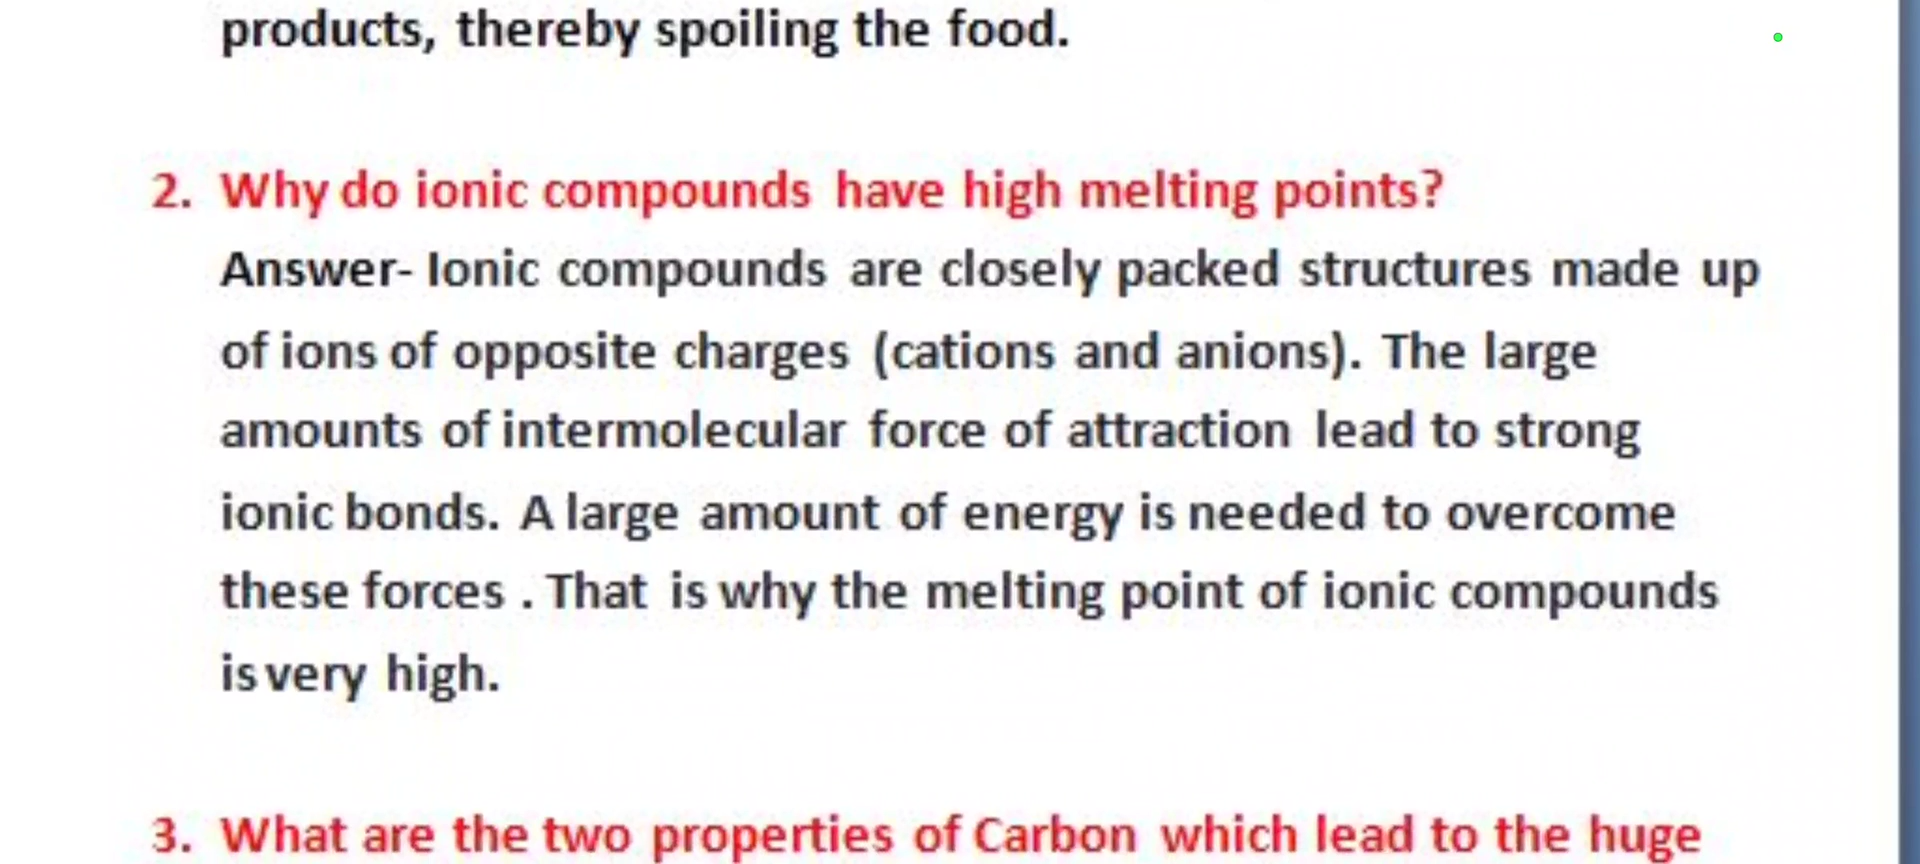 products, thereby spoiling the food.
2. Why do ionic compounds have high melting points?
Answer- Ionic compounds are closely packed structures made up
of ions of opposite charges (cations and anions). The large
amounts of intermolecular force of attraction lead to strong
ionic bonds. A large amount of energy is needed to overcome
these forces . That is why the melting point of ionic compounds
is very high.
3. What are the two properties of Carbon which lead to the huge